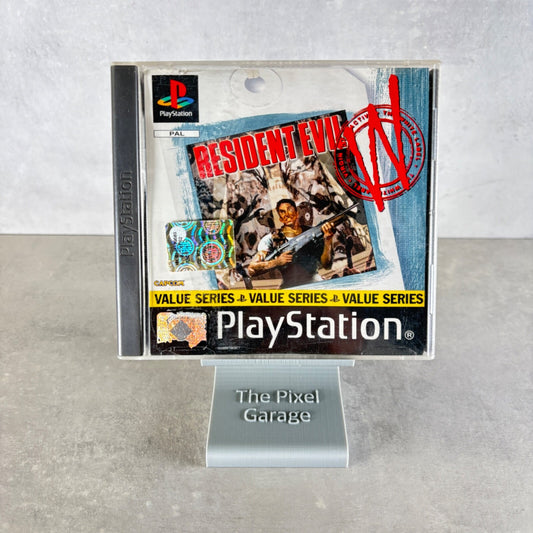 PlayStation
PAL
PlayStation
RESIDENT EVIL
W
CAPCOM
VALUE SERIES VALUE SERIES VALUE SERIES
PlayStation®
The Pixel
Garage